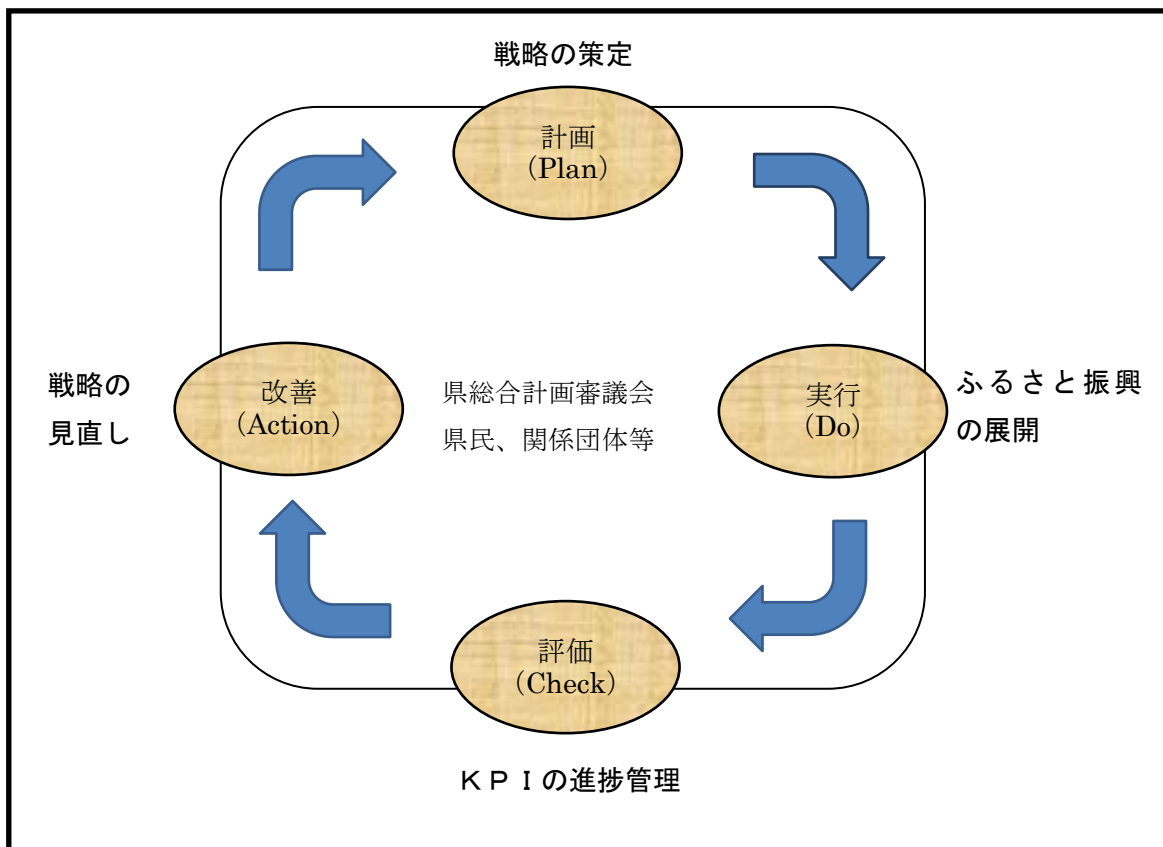 戦略の策定
計画
（Plan）
戦略の
見直し
改善
（Action）
県総合計画審議会
県民、関係団体等
実行
（Do）
ふるさと振興
の展開
評価
（Check）
ＫＰＩの進捗管理